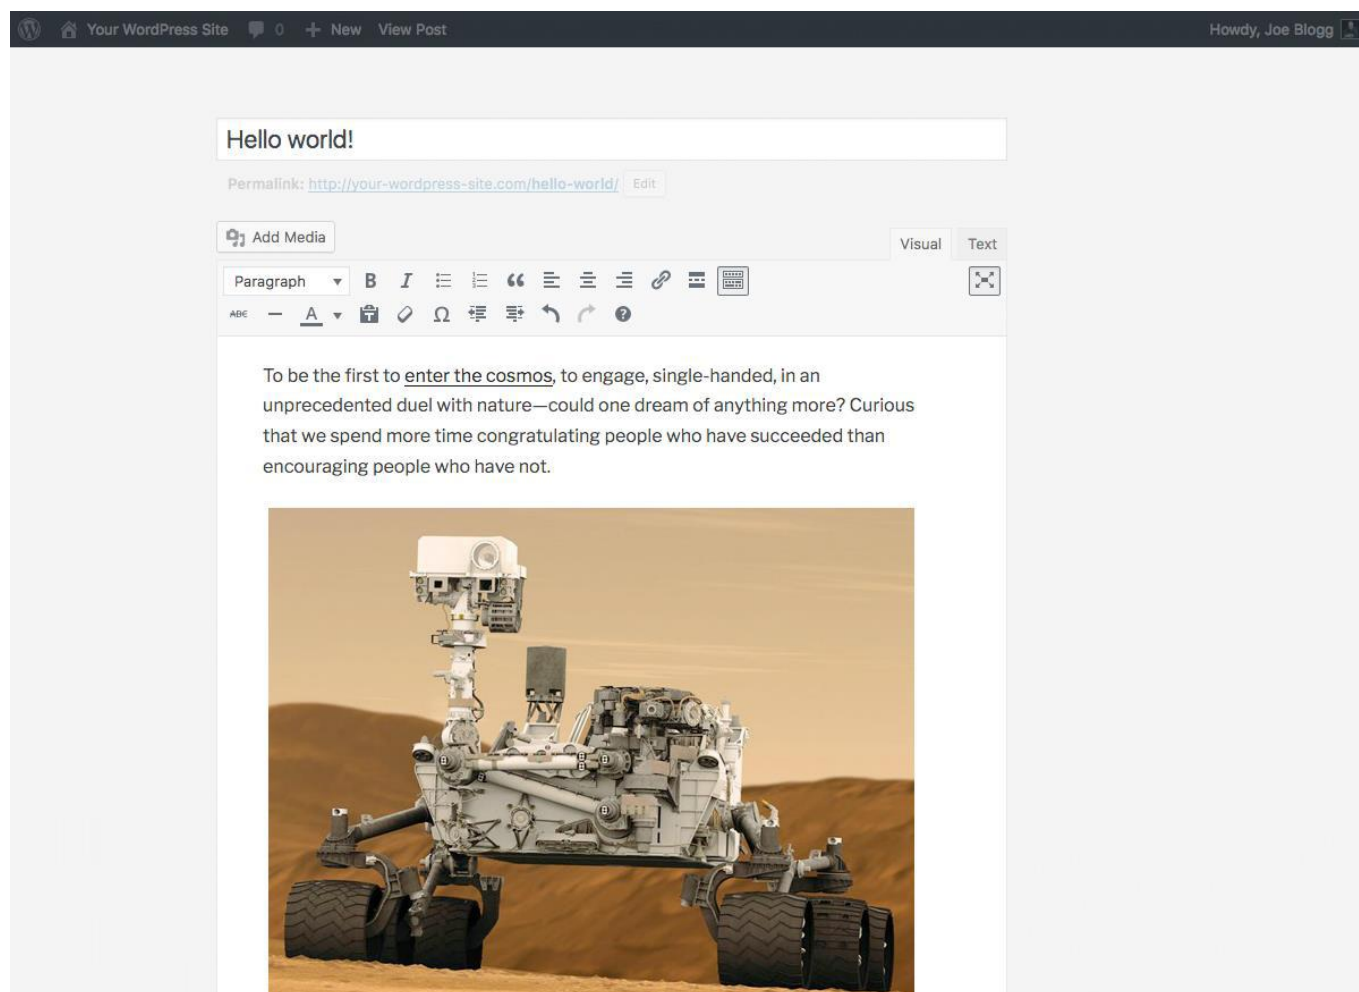 Your WordPress Site 0 New View Post Howdy, Joe Blogg
Hello world!
Permalink: http://your-wordpress-site.com/hello-world/ Edit
Add Media
Visual Text
Paragraph B I
ABE A
To be the first to enter the cosmos, to engage, single-handed, in an
unprecedented duel with nature—could one dream of anything more? Curious
that we spend more time congratulating people who have succeeded than
encouraging people who have not.